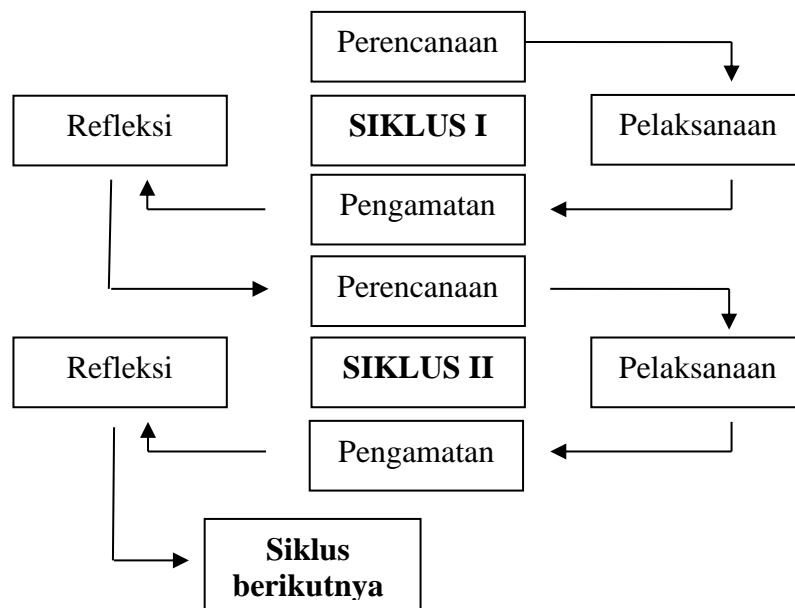 Perencanaan
Refleksi
SIKLUS I
Pelaksanaan
Pengamatan
Perencanaan
Refleksi
SIKLUS II
Pelaksanaan
Pengamatan
Siklus
berikutnya